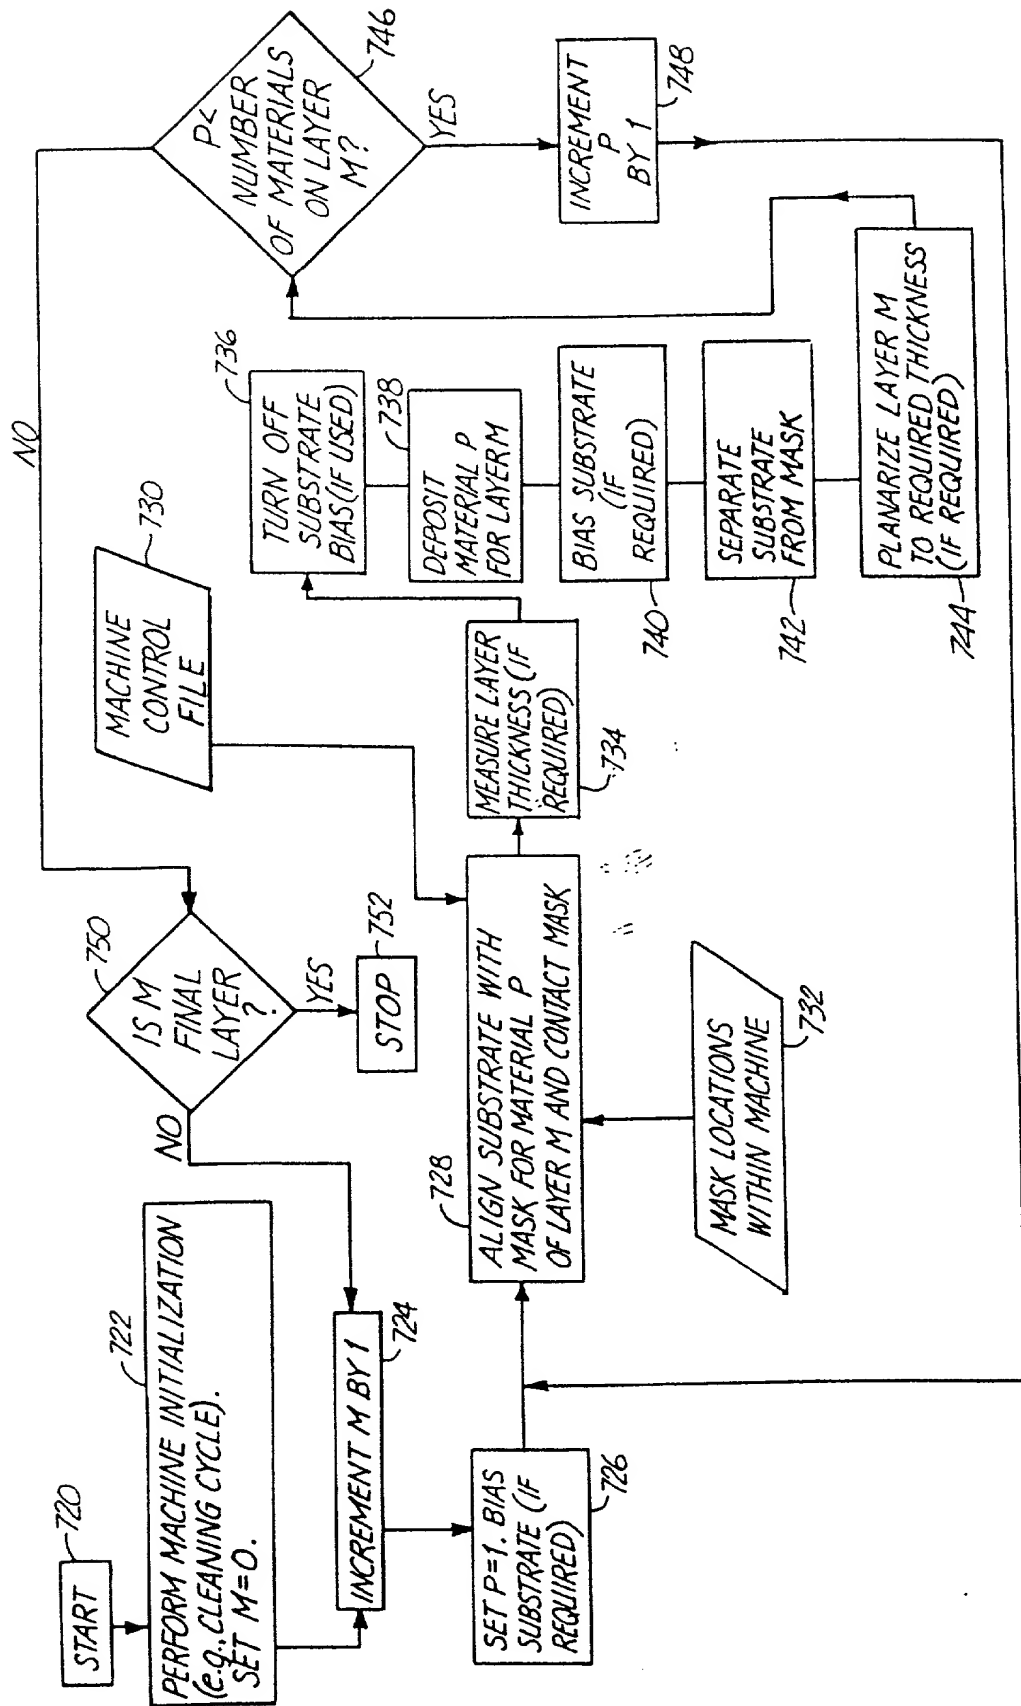 START
720
PERFORM MACHINE INITIALIZATION
(e.g., CLEANING CYCLE).
SET M=0.
722
INCREMENT M BY 1
724
SET P=1. BIAS
SUBSTRATE (IF
REQUIRED)
726
ALIGN SUBSTRATE WITH
MASK FOR MATERIAL P
OF LAYER M AND CONTACT MASK
728
MACHINE
CONTROL
FILE
730
MASK LOCATIONS
WITHIN MACHINE
732
MEASURE LAYER
THICKNESS (IF
REQUIRED)
734
TURN OFF
SUBSTRATE
BIAS (IF USED)
736
DEPOSIT
MATERIAL P
FOR LAYER M
738
BIAS SUBSTRATE
(IF
REQUIRED)
740
SEPARATE
SUBSTRATE
FROM MASK
742
PLANARIZE LAYER M
TO REQUIRED THICKNESS
(IF REQUIRED)
744
P<
NUMBER
OF MATERIALS
ON LAYER
M?
746
YES
INCREMENT
P
BY 1
748
NO
IS M
FINAL
LAYER
?
750
YES
STOP
752
NO